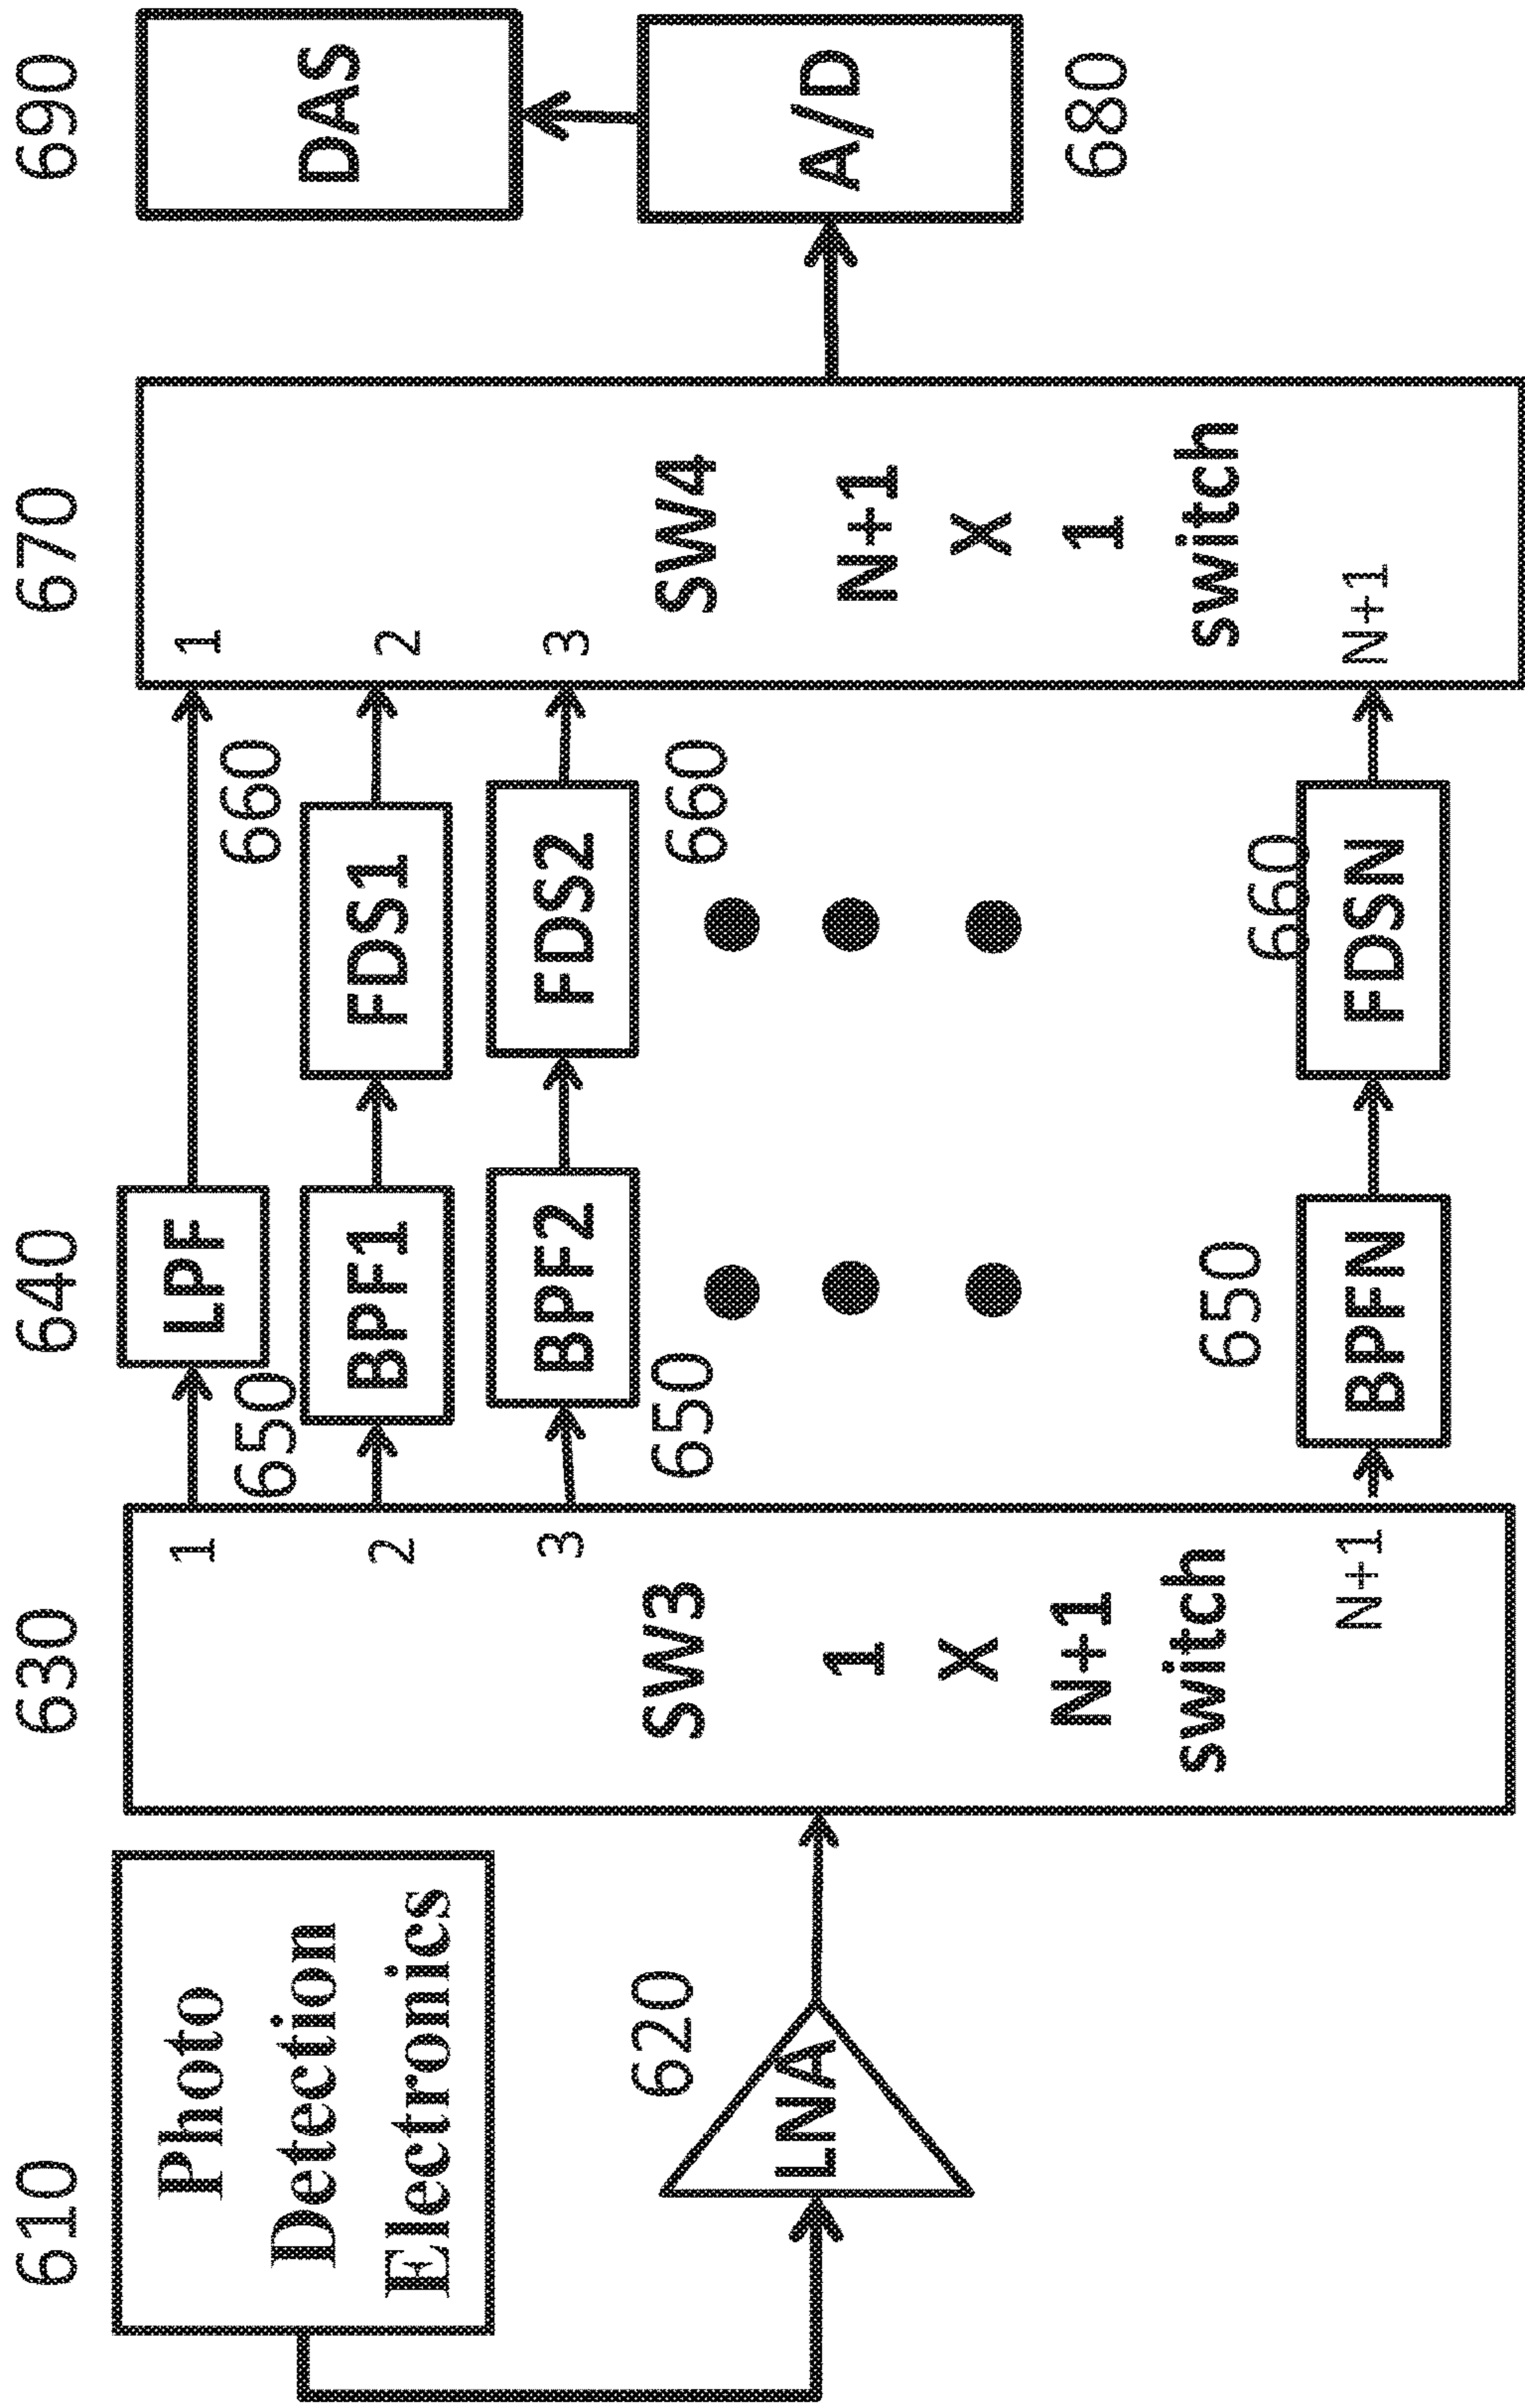 610
Photo
Detection
Electronics
620
LNA
630
1
2
3
SW3
1
X
N+1
switch
N+1
640
LPF
650
BPF1
BPF2
650
650
BPFN
660
FDS1
FDS2
660
660
FDSN
670
1
2
3
SW4
N+1
X
1
switch
N+1
690
DAS
A/D
680